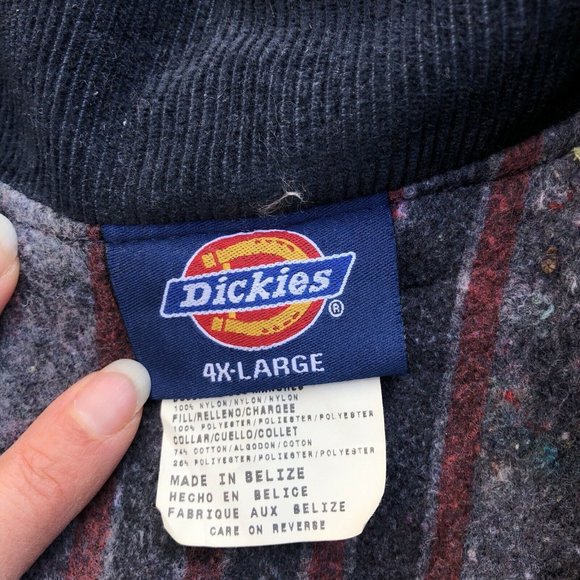 Dickies
®
4X-LARGE
100% NYLON/NYLON/NYLON
FILL/RELLENO/CHARGEE
100% POLYESTER/POLIESTER/POLYESTER
COLLAR/CUELLO/COLLET
74% COTTON/ALGODON/COTON
26% POLYESTER/POLIESTER/POLYESTER
MADE IN BELIZE
HECHO EN BELICE
FABRIQUE AUX BELIZE
CARE ON REVERSE